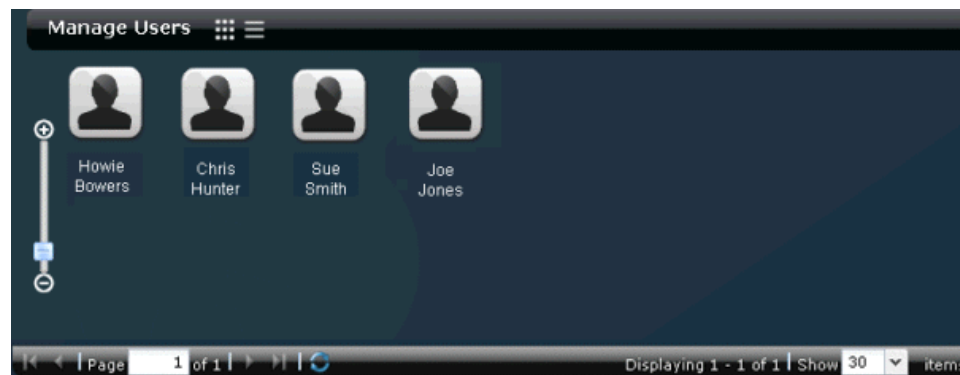 Manage Users
Howie Bowers
Chris Hunter
Sue Smith
Joe Jones
Page 1 of 1
Displaying 1 - 1 of 1 Show 30 item